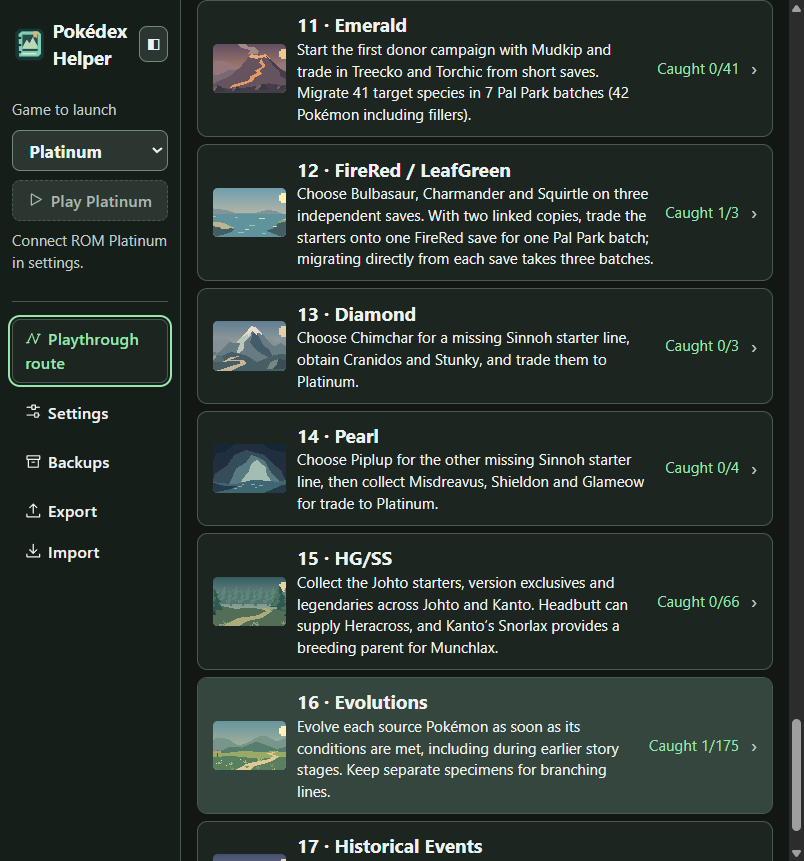 Pokédex
Helper
Game to launch
Platinum
Play Platinum
Connect ROM Platinum
in settings.
Playthrough
route
Settings
Backups
Export
Import
11 · Emerald
Start the first donor campaign with Mudkip and
trade in Treecko and Torchic from short saves.
Migrate 41 target species in 7 Pal Park batches (42
Pokémon including fillers).
Caught 0/41
12 · FireRed / LeafGreen
Choose Bulbasaur, Charmander and Squirtle on three
independent saves. With two linked copies, trade the
starters onto one FireRed save for one Pal Park batch;
migrating directly from each save takes three batches.
Caught 1/3
13 · Diamond
Choose Chimchar for a missing Sinnoh starter line,
obtain Cranidos and Stunky, and trade them to
Platinum.
Caught 0/3
14 · Pearl
Choose Piplup for the other missing Sinnoh starter
line, then collect Misdreavus, Shieldon and Glameow
for trade to Platinum.
Caught 0/4
15 · HG/SS
Collect the Johto starters, version exclusives and
legendaries across Johto and Kanto. Headbutt can
supply Heracross, and Kanto’s Snorlax provides a
breeding parent for Munchlax.
Caught 0/66
16 · Evolutions
Evolve each source Pokémon as soon as its
conditions are met, including during earlier story
stages. Keep separate specimens for branching
lines.
Caught 1/175
17 · Historical Events